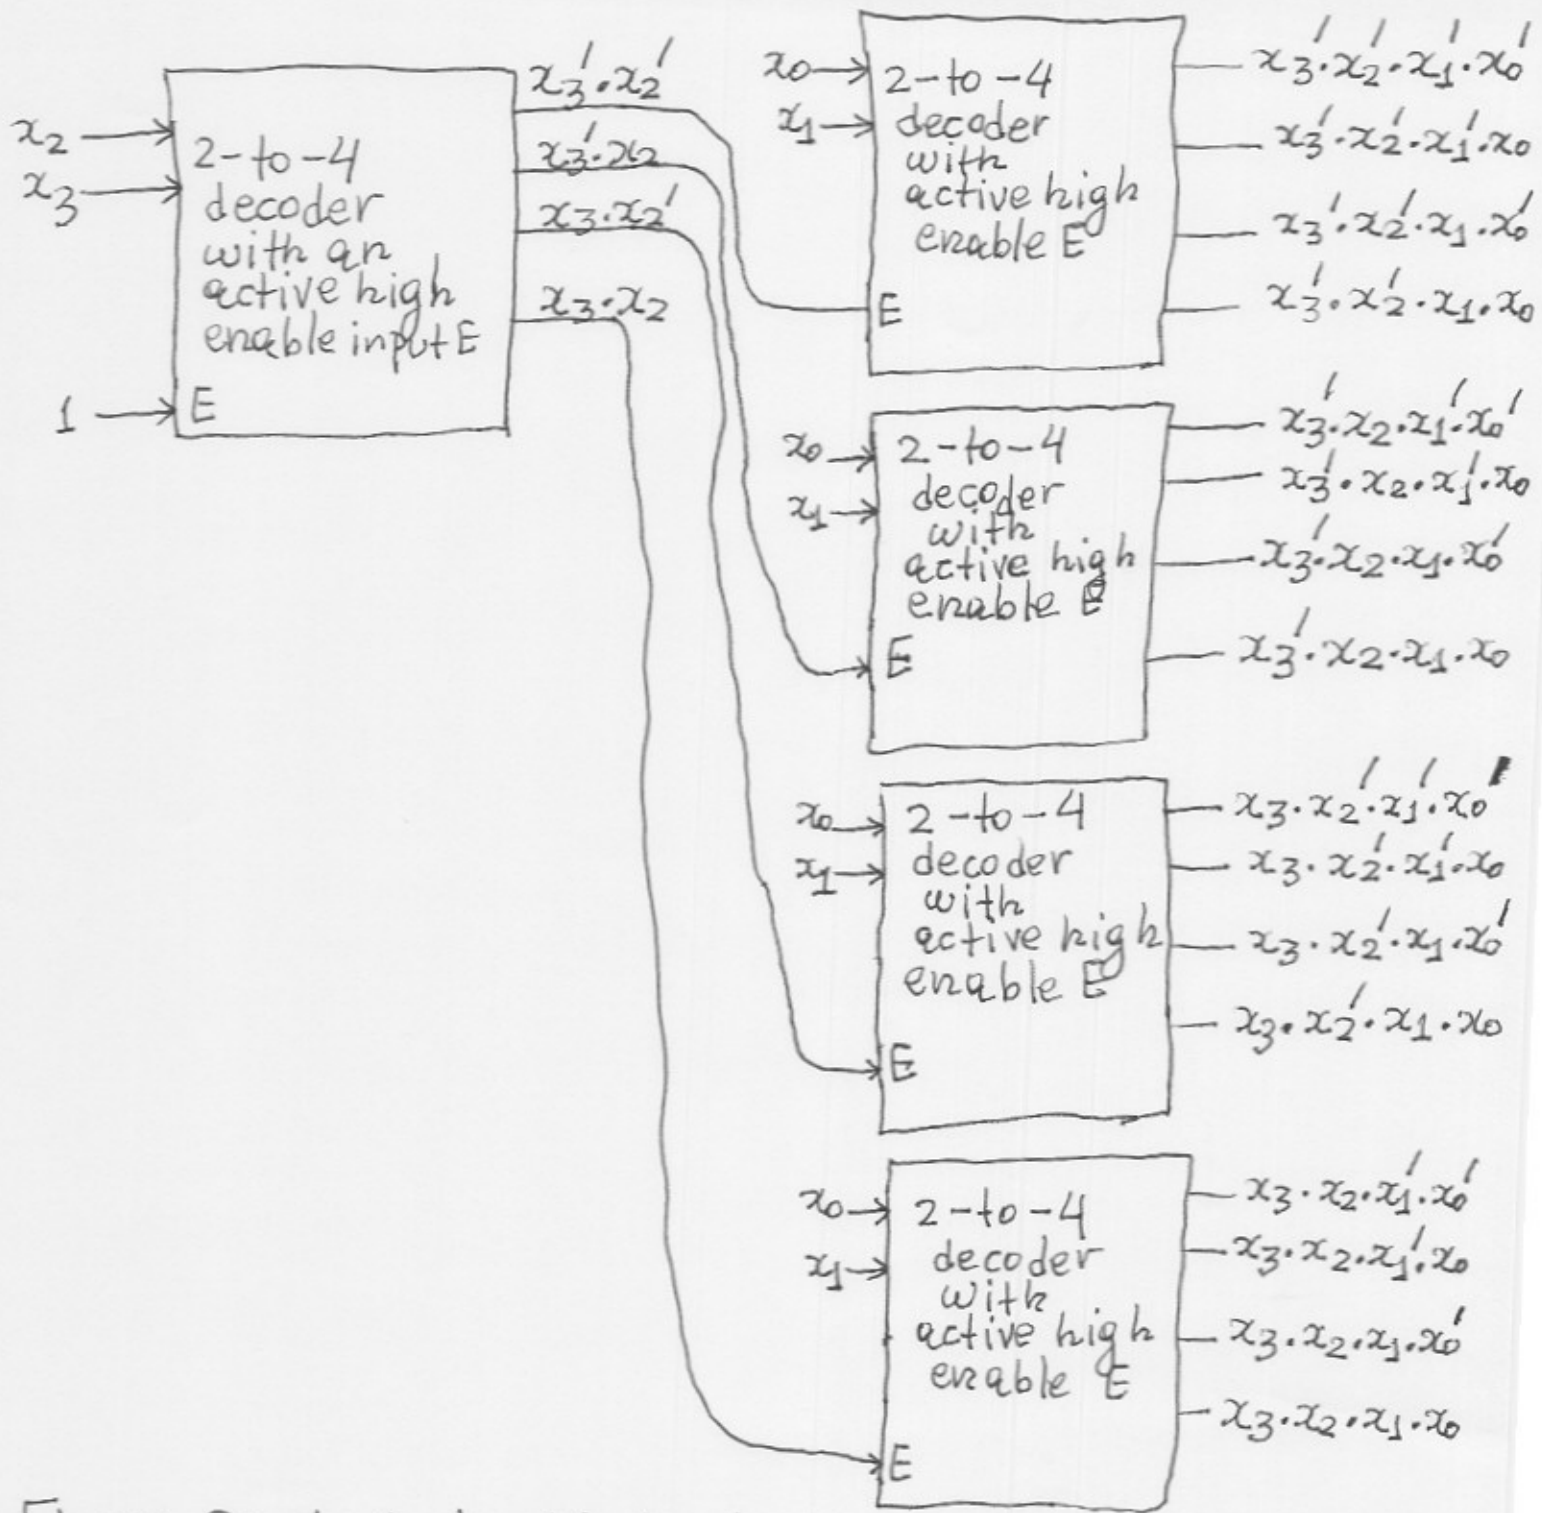 x3'·x2'
x2
x3
2-to-4
decoder
with an
active high
enable input E
x3'·x2
x3·x2'
x3·x2
1
E
x0
x1
2-to-4
decoder
with
active high
enable E
E
x3'·x2'·x1'·x0'
x3'·x2'·x1'·x0
x3'·x2'·x1·x0'
x3'·x2'·x1·x0
x0
x1
2-to-4
decoder
with
active high
enable E
E
x3'·x2·x1'·x0'
x3'·x2·x1'·x0
x3'·x2·x1·x0'
x3'·x2·x1·x0
x0
x1
2-to-4
decoder
with
active high
enable E
E
x3·x2'·x1'·x0'
x3·x2'·x1'·x0
x3·x2'·x1·x0'
x3·x2'·x1·x0
x0
x1
2-to-4
decoder
with
active high
enable E
E
x3·x2·x1'·x0'
x3·x2·x1'·x0
x3·x2·x1·x0'
x3·x2·x1·x0